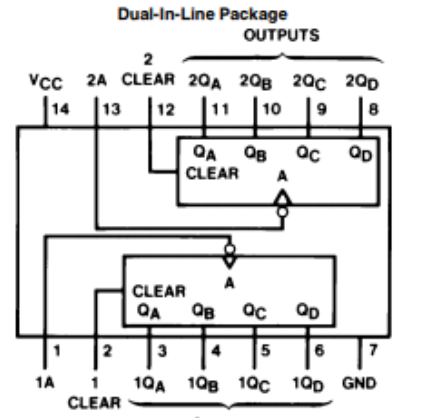 Dual-In-Line Package
OUTPUTS
2
VCC 2A CLEAR 2QA 2QB 2QC 2QD
14 13 12 11 10 9 8
QA QB QC QD
CLEAR A
A
CLEAR
QA QB QC QD
1 2 3 4 5 6 7
1A 1 1QA 1QB 1QC 1QD GND
CLEAR